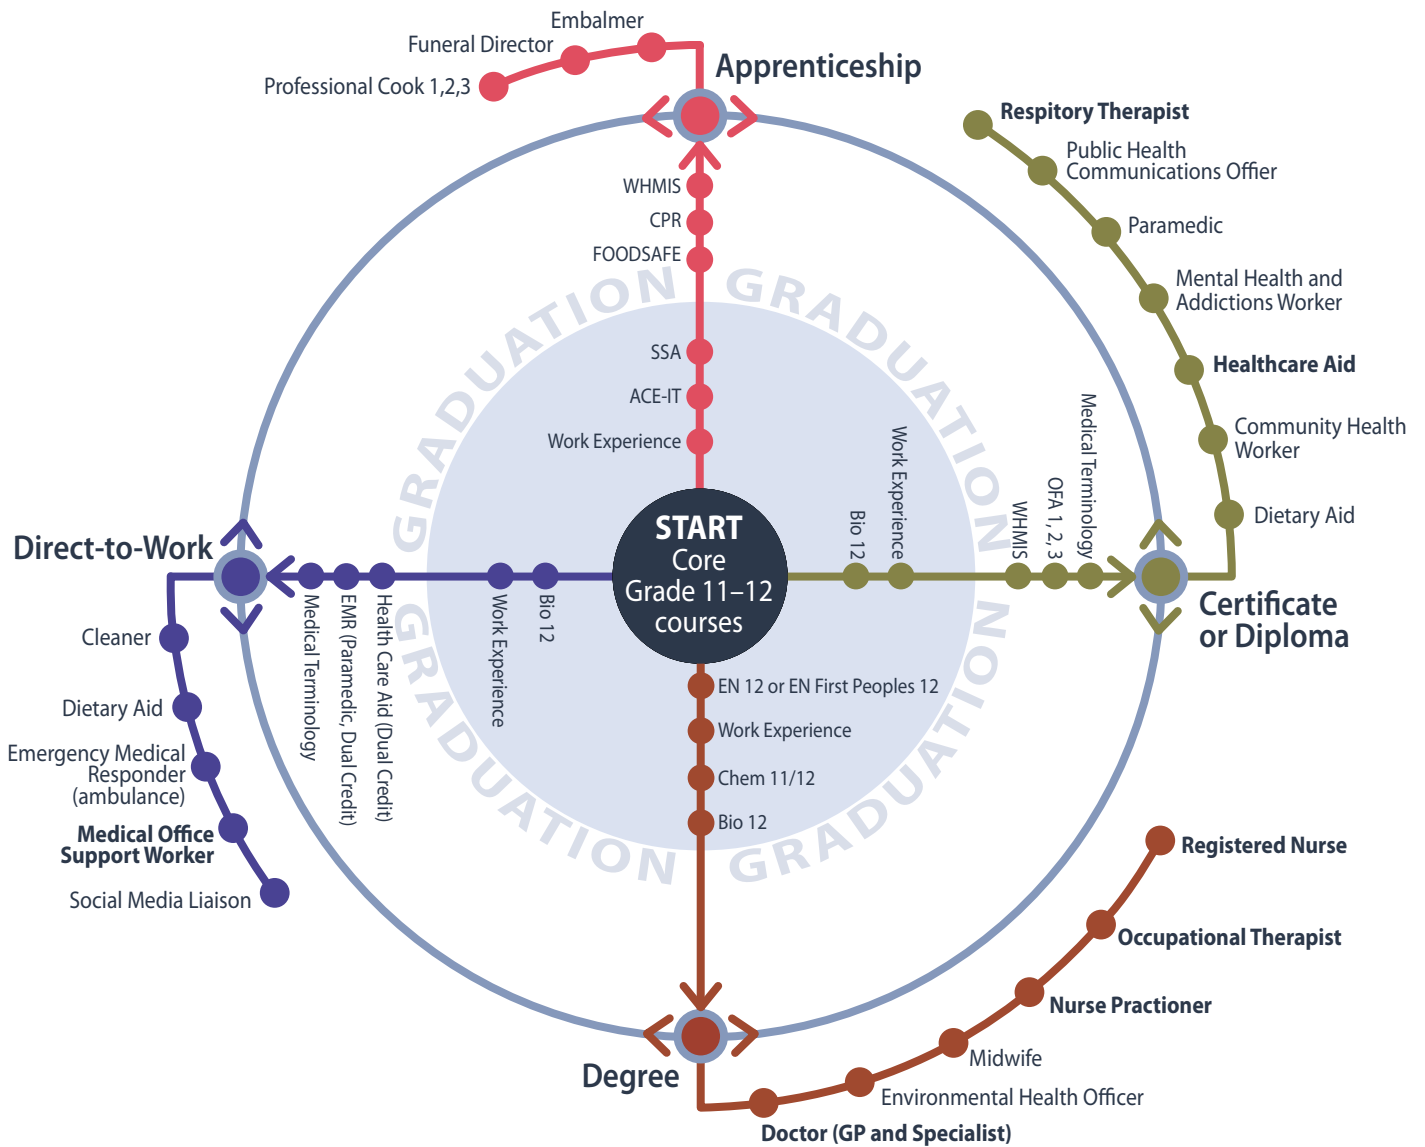 Embalmer
Funeral Director
Professional Cook 1,2,3
Apprenticeship
WHMIS
CPR
FOODSAFE
SSA
ACE-IT
Work Experience
GRADUATION
GRADUATION
GRADUATION
GRADUATION
START
Core
Grade 11–12
courses
Respitory Therapist
Public Health
Communications Offier
Paramedic
Mental Health and
Addictions Worker
Healthcare Aid
Community Health
Worker
Dietary Aid
Bio 12
Work Experience
WHMIS
OFA 1, 2, 3
Medical Terminology
Certificate
or Diploma
Direct-to-Work
Medical Terminology
EMR (Paramedic, Dual Credit)
Health Care Aid (Dual Credit)
Work Experience
Bio 12
Cleaner
Dietary Aid
Emergency Medical
Responder
(ambulance)
Medical Office
Support Worker
Social Media Liaison
EN 12 or EN First Peoples 12
Work Experience
Chem 11/12
Bio 12
Degree
Registered Nurse
Occupational Therapist
Nurse Practioner
Midwife
Environmental Health Officer
Doctor (GP and Specialist)